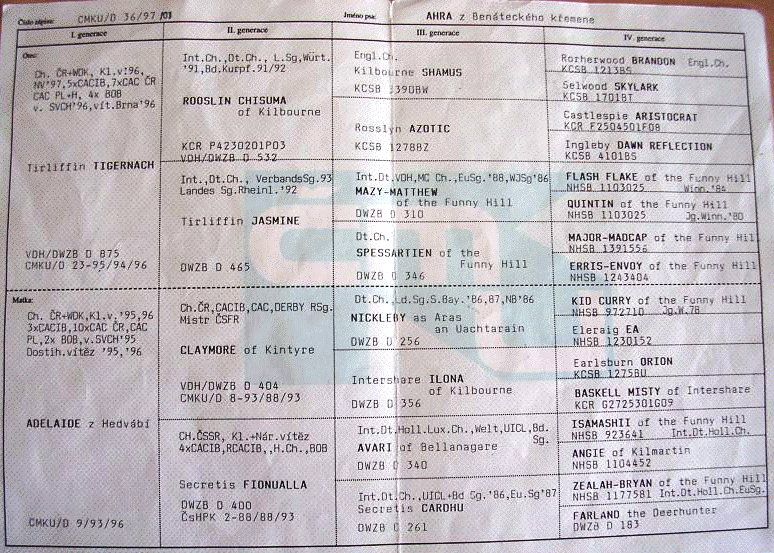 Číslo zápisu: CMKU/D 36/97 /01
Jméno psa: AHRA z Benáteckého křemene
I. generace
II. generace
III. generace
IV. generace
Otec:
Ch. ČR+WDK, Kl.v!96,
NV'97,5xCACIB,7xCAC ČR
CAC PL+H, 4x BOB
v. SVCH'96,vít.Brna'96
Tirliffin TIGERNACH
VDH/DWZB D 875
CMKU/D 23-95/94/96
Int.Ch.,Dt.Ch., L.Sg,Würt.
'91,Bd.Kurpf.91/92
ROOSLIN CHISUMA
of Kilbourne
KCR P4230201P03
VDH/DWZB D 532
Int.,Dt.Ch., VerbandsSg.93
Landes Sg.Rheinl.'92
Tirliffin JASMINE
DWZB D 465
Engl.Ch.
Kilbourne SHAMUS
KCSB 1390BW
Rosslyn AZOTIC
KCSB 1278BZ
Int.Dt.VDH,MC Ch.,EuSg.'88,WJSg'86
MAZY-MATTHEW
of the Funny Hill
DWZB D 310
Dt.Ch.
SPESSARTIEN of the
Funny Hill
DWZB D 346
Rorherwood BRANDON Engl.Ch.
KCSB 1213BS
Selwood SKYLARK
KCSB 1701BT
Castlespie ARISTOCRAT
KCR F2504501F08
Ingleby DAWN REFLECTION
KCSB 4101BS
FLASH FLAKE of the Funny Hill
NHSB 1103025 Winn.'84
QUINTIN of the Funny Hill
NHSB 1103025 Jg.Winn.'80
MAJOR-MADCAP of the Funny Hill
NHSB 1391556
ERRIS-ENVOY of the Funny Hill
NHSB 1243404
Matka:
Ch. ČR+WDK,Kl.v.'95,96
3xCACIB,10xCAC ČR,CAC
PL,2x BOB,v.SVCH'95
Dostih.vítěz '95,'96
ADELAIDE z Hedvábí
CMKU/D 9/93/96
Ch.ČR,CACIB,CAC,DERBY RSg.
Mistr ČSFR
CLAYMORE of Kintyre
VDH/DWZB D 404
CMKU/D 8-93/88/93
CH.ČSSR, Kl.+Nár.vítěz
4xCACIB,RCACIB,,H.Ch.,BOB
Secretis FIONUALLA
DWZB D 400
ČsHPK 2-88/88/93
Dt.Ch.,Ld.Sg.S.Bay.'86,87,NB'86
NICKLEBY as Aras
an Uachtarain
DWZB D 256
Intershare ILONA
of Kilbourne
DWZB D 356
Int.Dt.Holl.Lux.Ch.,Welt,UICL,Bd.
Sg.
AVARI of Bellanagare
DWZB D 340
Int.Dt.Ch.,UICL+Bd Sg.'86,Eu.Sg'87
Secretis CARDHU
DWZB D 261
KID CURRY of the Funny Hill
NHSB 972710 Jg.W.78
Eleraig EA
NHSB 1230152
Earlsburn ORION
KCSB 1275BU
BASKELL MISTY of Intershare
KCR G2725301G09
ISAMASHII of the Funny Hill
NHSB 923641 Int.Dt.Holl.Ch.
ANGIE of Kilmartin
NHSB 1104452
ZEALAH-BRYAN of the Funny Hill
NHSB 1177581 Int.Dt.Holl.Ch.EuSg.
FARLAND the Deerhunter
DWZB D 183